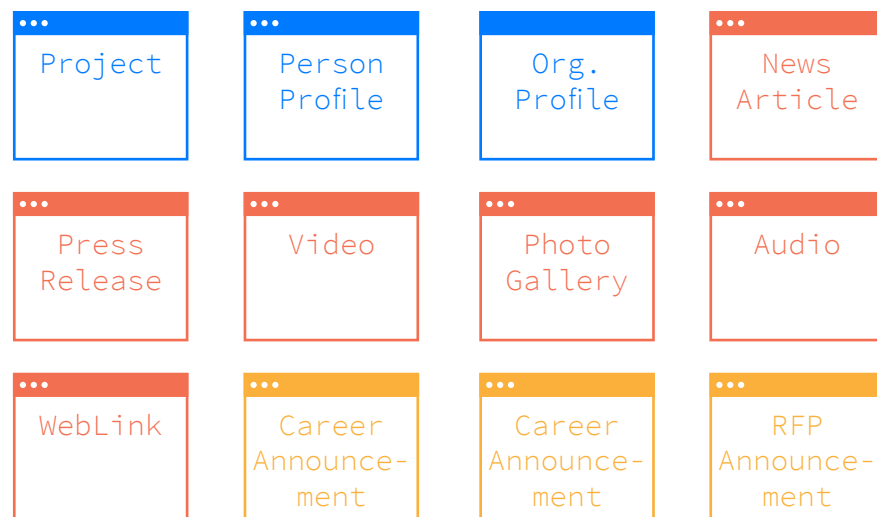 Project
Person
Profile
Org.
Profile
News
Article
Press
Release
Video
Photo
Gallery
Audio
WebLink
Career
Announce-
ment
Career
Announce-
ment
RFP
Announce-
ment